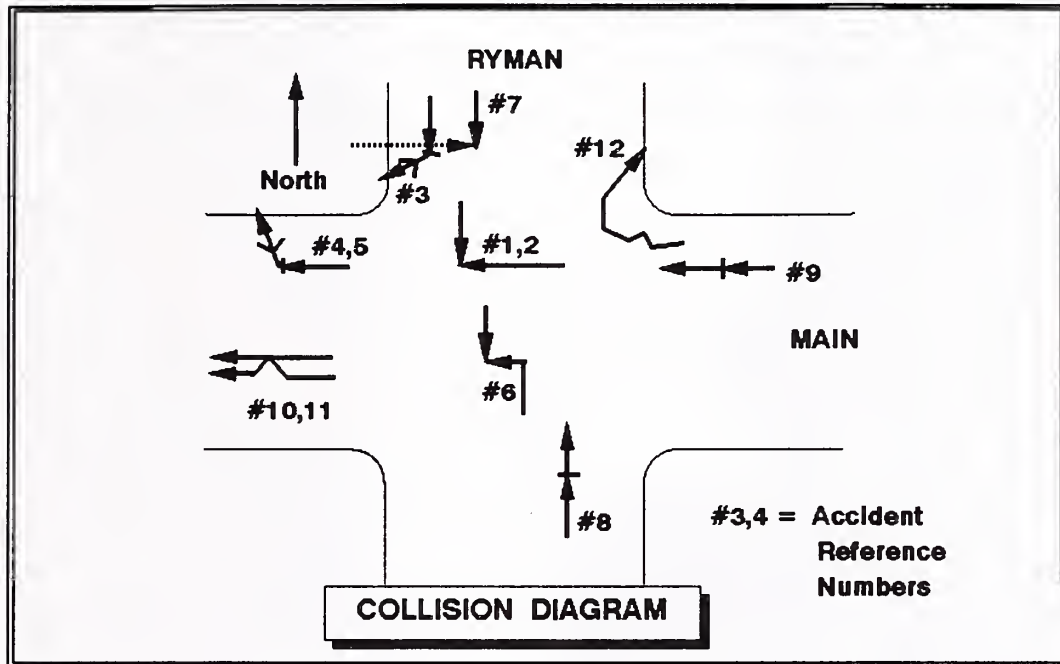 RYMAN
#7
#12
North
#3
#4,5
#1,2
#9
MAIN
#6
#10,11
#8
#3,4 = Accident
Reference
Numbers
COLLISION DIAGRAM